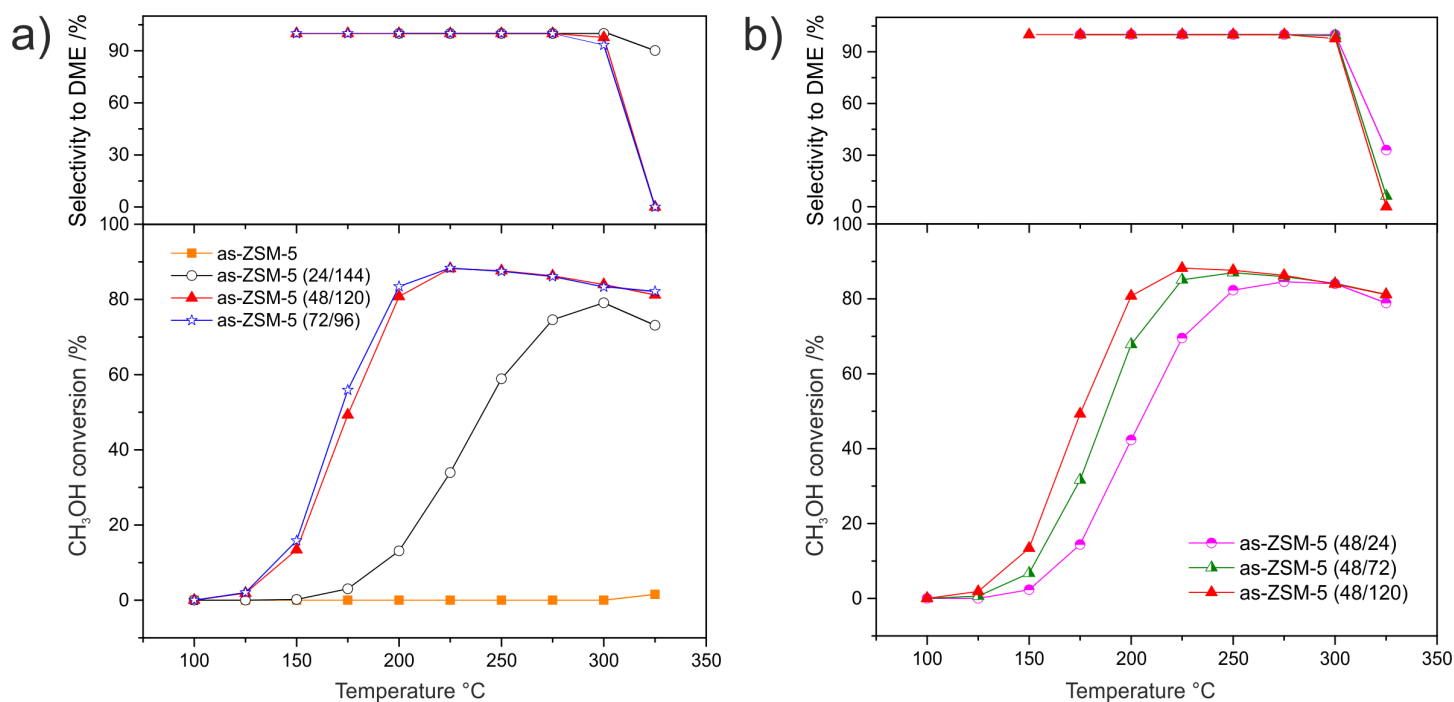 a)
Selectivity to DME /%
90
60
30
0
100
80
60
40
20
0
CH₃OH conversion /%
as-ZSM-5
as-ZSM-5 (24/144)
as-ZSM-5 (48/120)
as-ZSM-5 (72/96)
100 150 200 250 300 350
Temperature °C
b)
Selectivity to DME /%
90
60
30
0
100
80
60
40
20
0
CH₃OH conversion /%
as-ZSM-5 (48/24)
as-ZSM-5 (48/72)
as-ZSM-5 (48/120)
100 150 200 250 300 350
Temperature °C